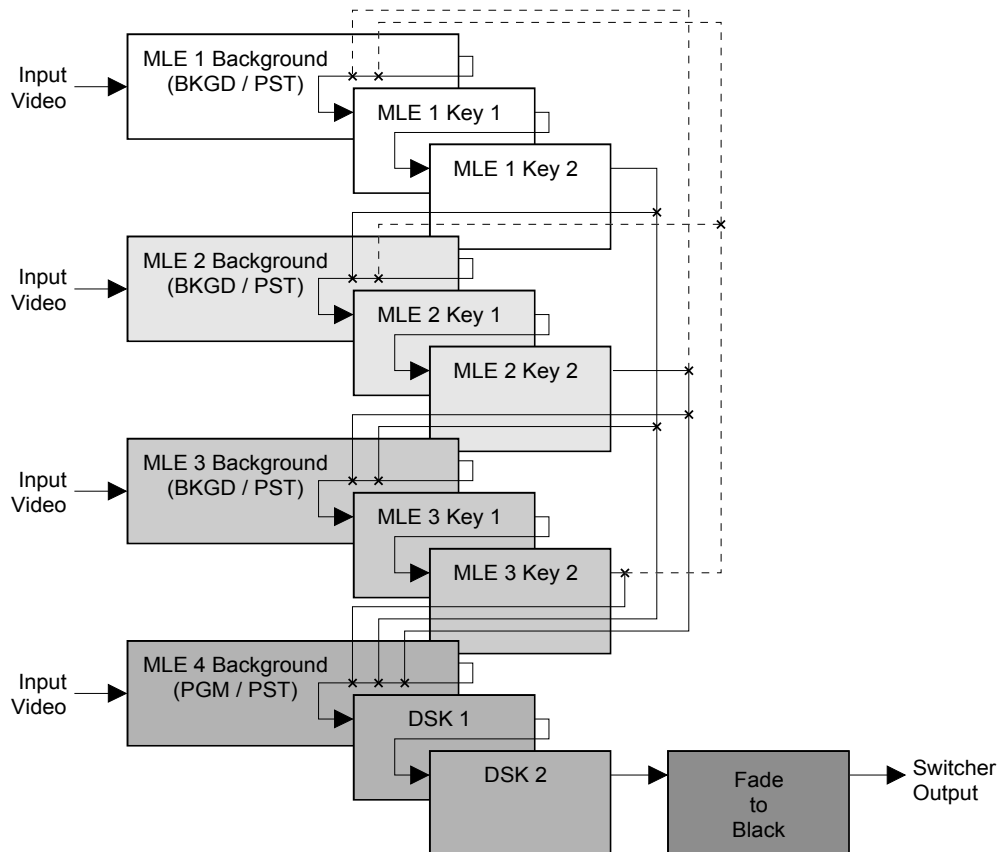 MLE 1 Background
(BKGD / PST)
Input
Video
MLE 1 Key 1
MLE 1 Key 2
MLE 2 Background
(BKGD / PST)
Input
Video
MLE 2 Key 1
MLE 2 Key 2
MLE 3 Background
(BKGD / PST)
Input
Video
MLE 3 Key 1
MLE 3 Key 2
MLE 4 Background
(PGM / PST)
Input
Video
DSK 1
DSK 2
Fade
to
Black
Switcher
Output